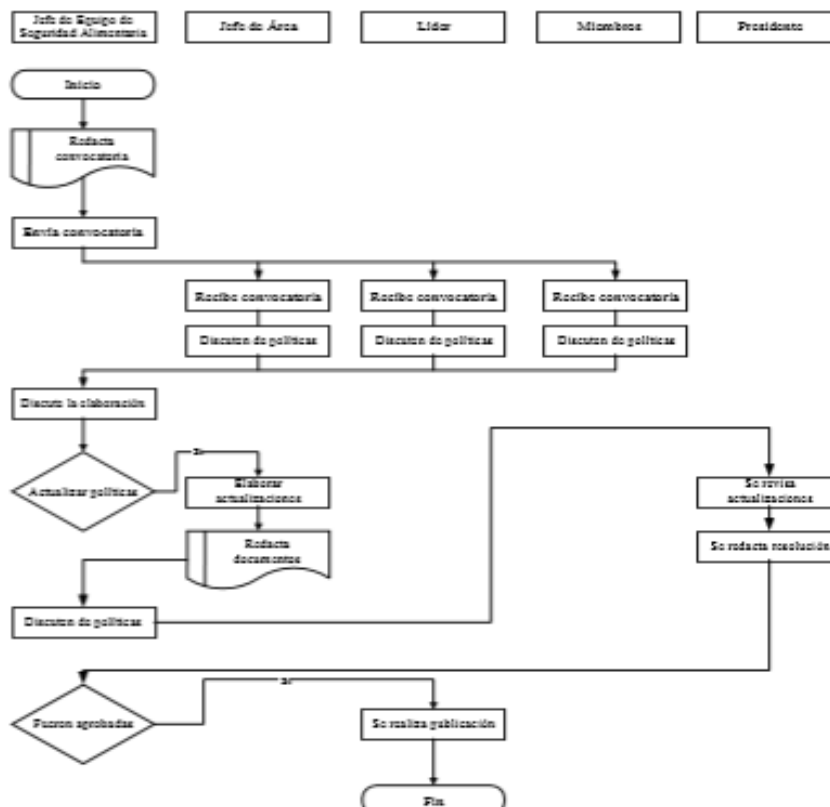 Jefe de Equipo de
Seguridad Alimentaria
Jefe de Área
Líder
Miembros
Presidente
Inicio
Redacta
convocatoria
Envía convocatoria
Recibe convocatoria
Recibe convocatoria
Recibe convocatoria
Discuten de políticas
Discuten de políticas
Discuten de políticas
Discute la elaboración
Actualizar políticas
Elaborar
actualizaciones
Se revisa
actualizaciones
Redacta
documentos
Se redacta resolución
Discuten de políticas
Fueron aprobadas
Se realiza publicación
Fin